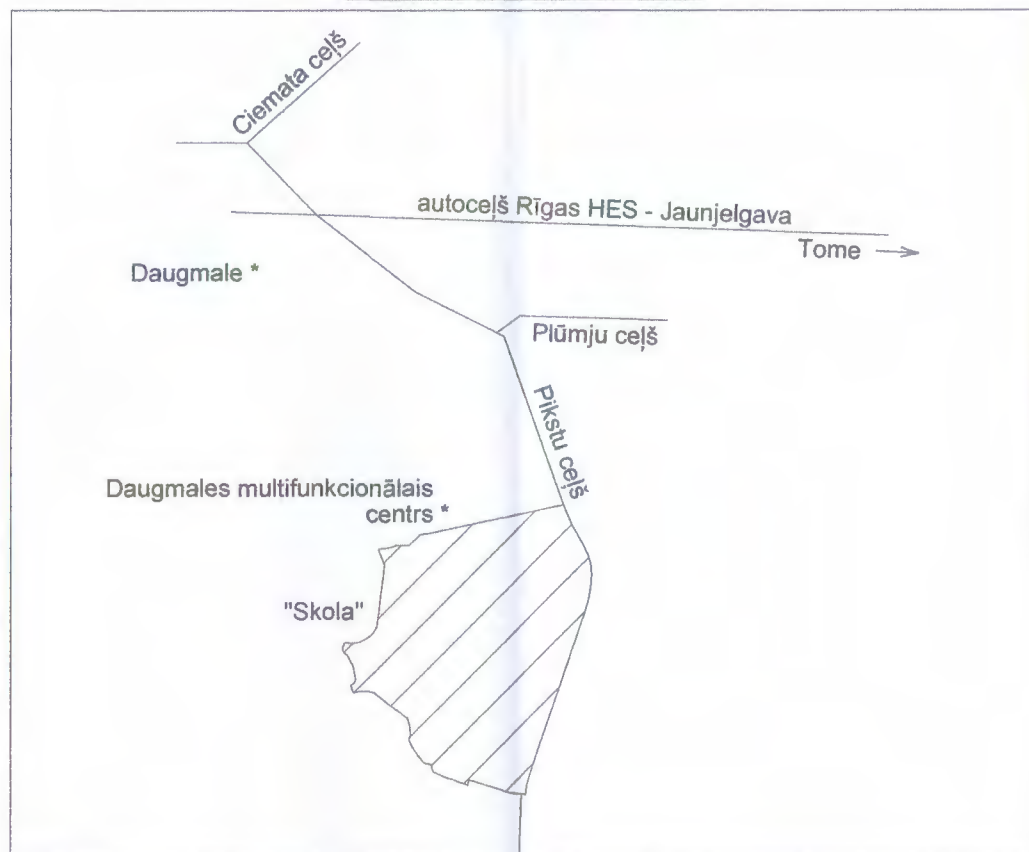 Ciemata ceļš
autoceļš Rīgas HES - Jaunjelgava
Tome
Daugmale *
Plūmju ceļš
Pikstu ceļš
Daugmales multifunkcionālais
centrs *
"Skola"